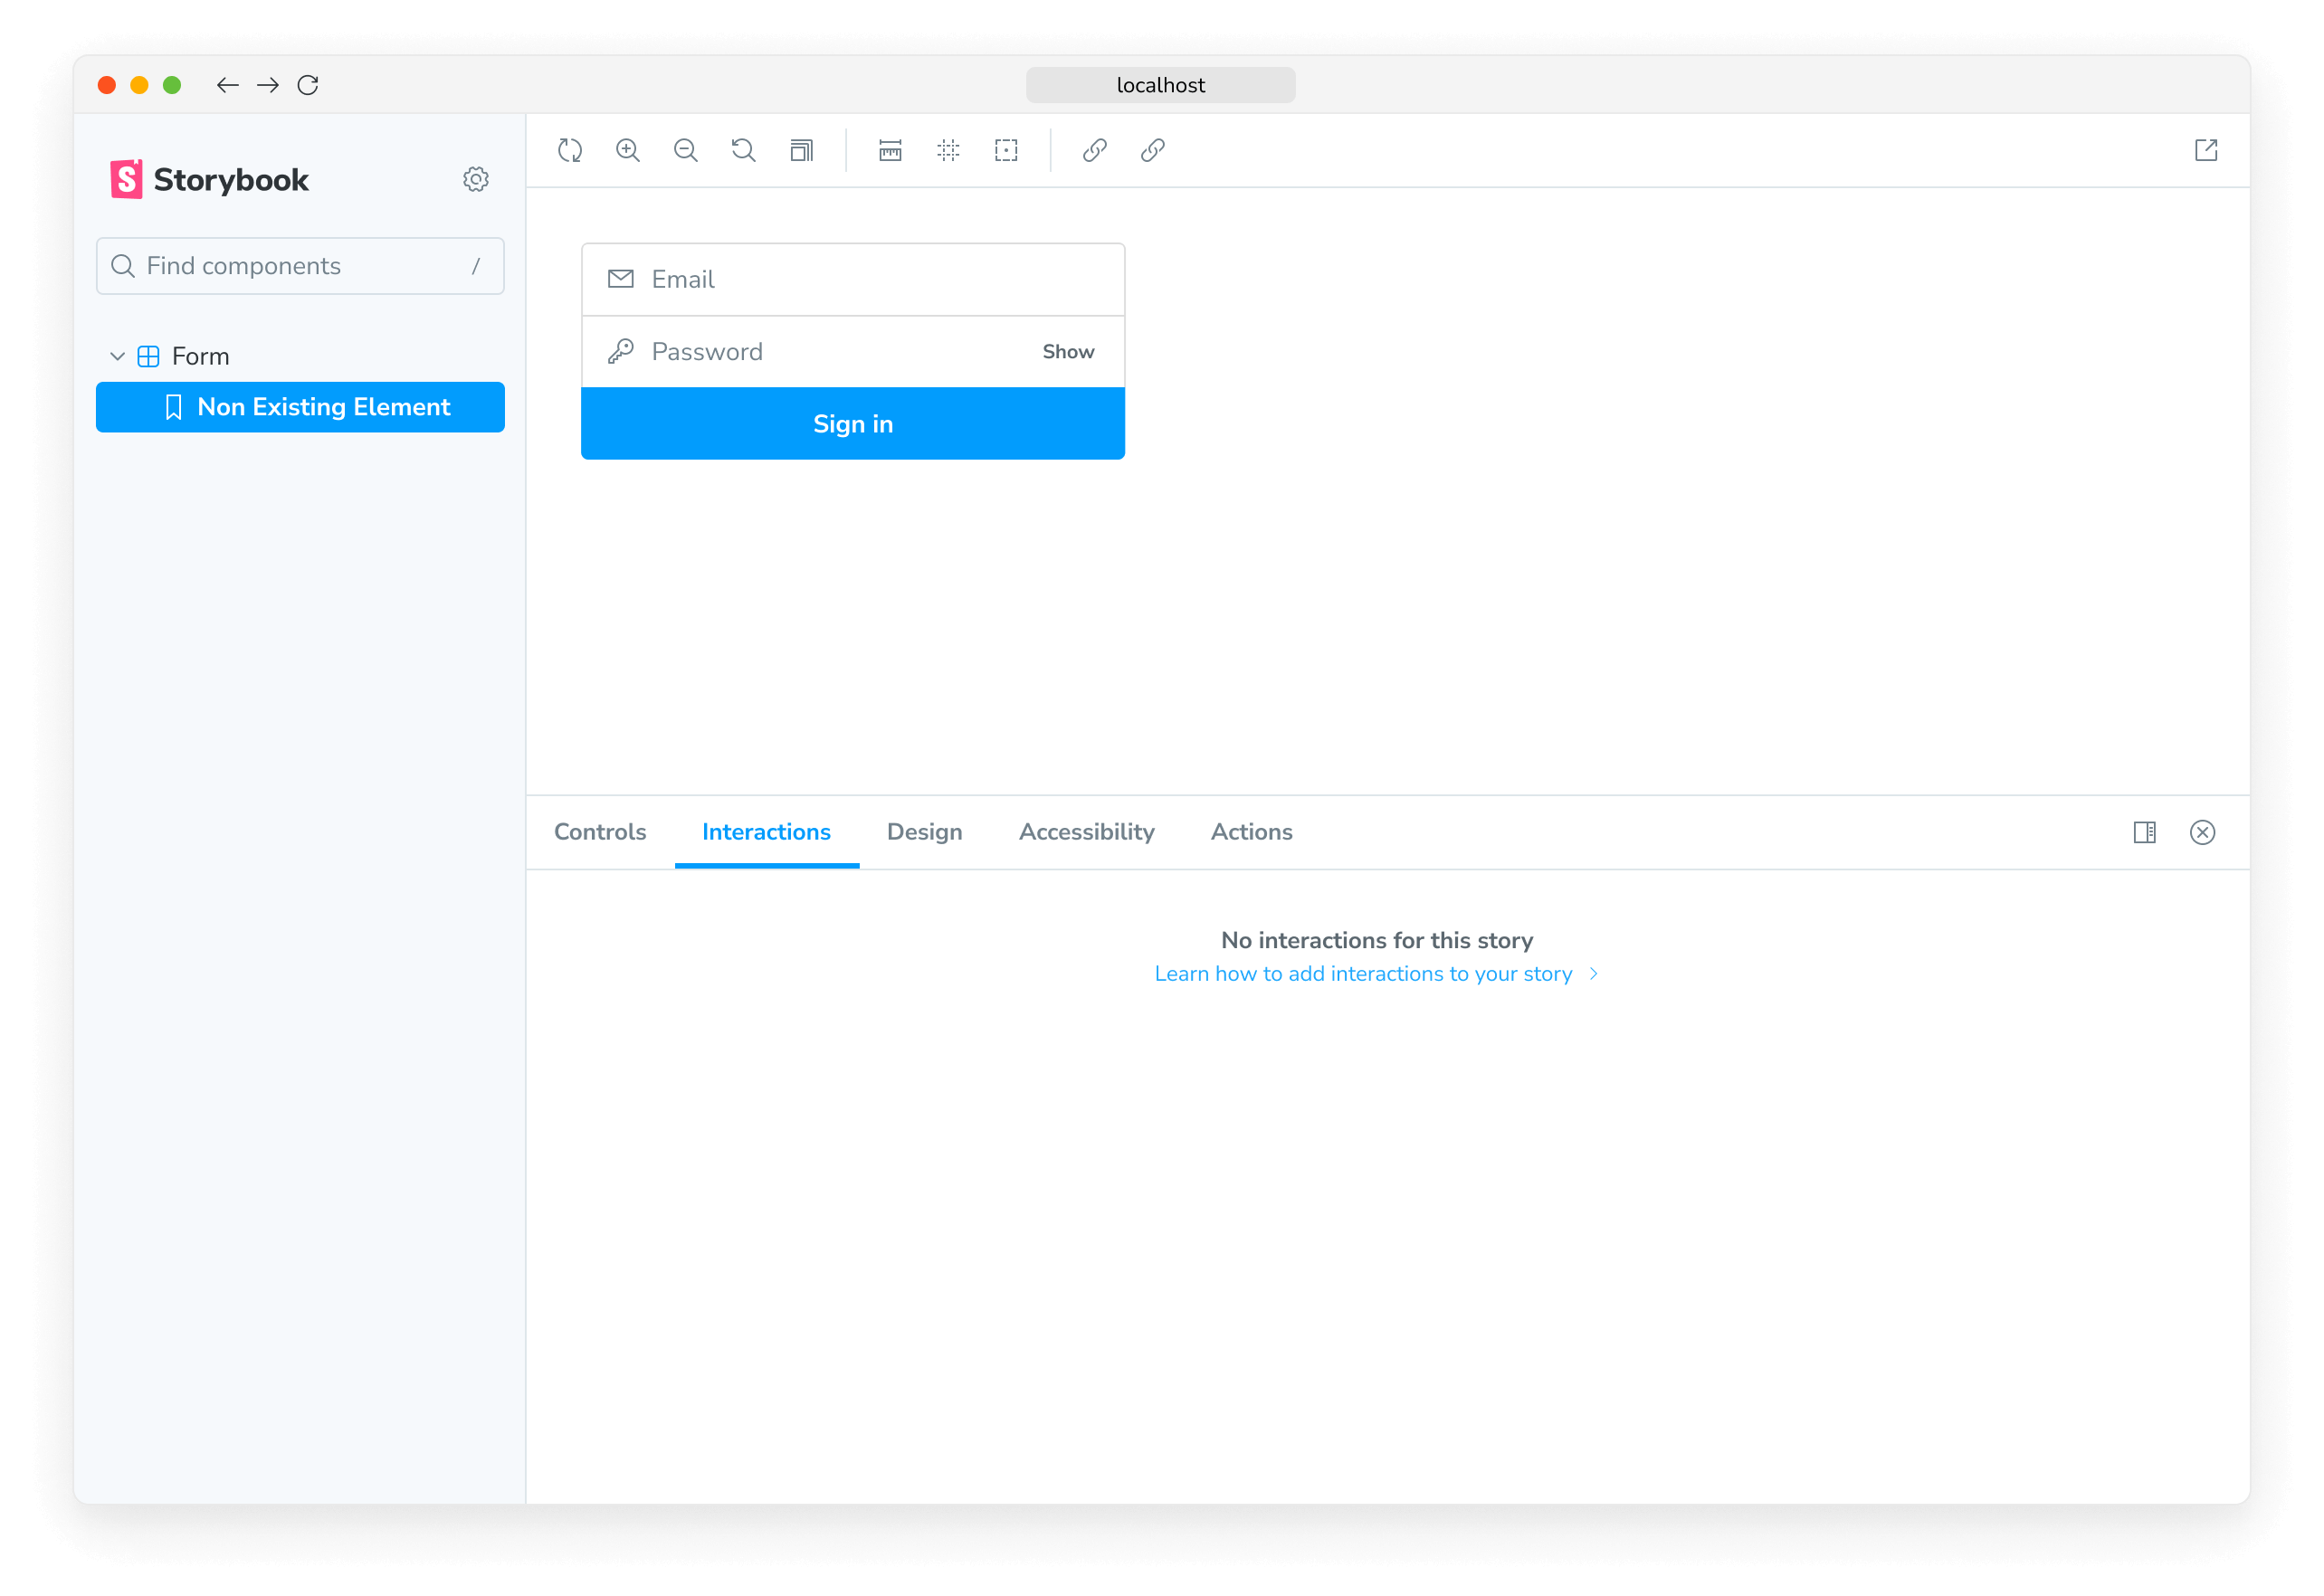 localhost
Storybook
Find components /
Form
Non Existing Element
Email
Password Show
Sign in
Controls Interactions Design Accessibility Actions
No interactions for this story
Learn how to add interactions to your story